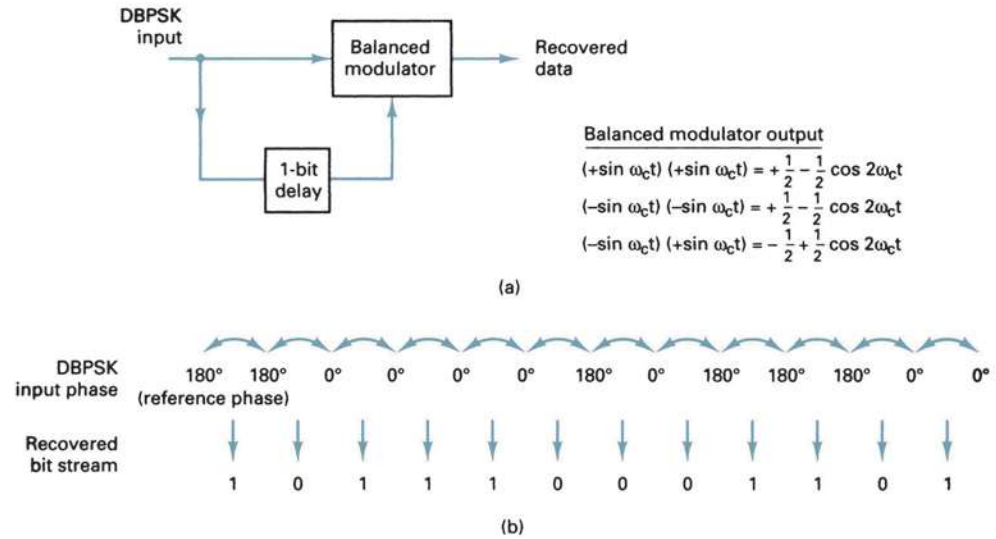 DBPSK
input
Balanced
modulator
Recovered
data
1-bit
delay
Balanced modulator output
(+sin ω_ct) (+sin ω_ct) = + 1/2 − 1/2 cos 2ω_ct
(−sin ω_ct) (−sin ω_ct) = + 1/2 − 1/2 cos 2ω_ct
(−sin ω_ct) (+sin ω_ct) = − 1/2 + 1/2 cos 2ω_ct
(a)
DBPSK
input phase
180° 180° 0° 0° 0° 0° 180° 0° 180° 180° 180° 0° 0°
(reference phase)
Recovered
bit stream
1 0 1 1 1 0 0 0 1 1 0 1
(b)